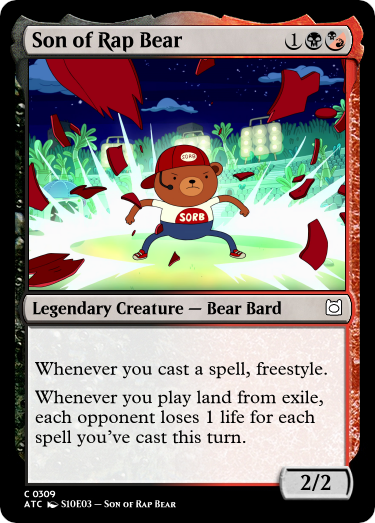 Son of Rap Bear 1
SORB
SORB
Legendary Creature — Bear Bard
Whenever you cast a spell, freestyle.
Whenever you play land from exile,
each opponent loses 1 life for each
spell you've cast this turn.
2/2
C 0309
ATC S10E03 — Son of Rap Bear